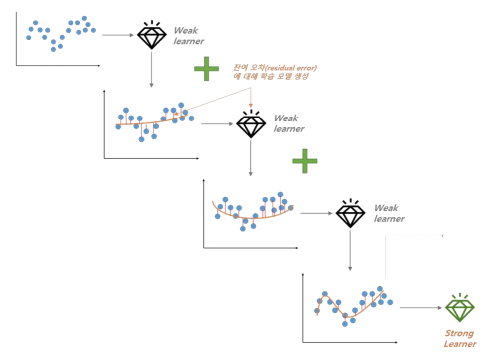 Weak
learner
잔여 오차(residual error)
에 대해 학습 모델 생성
Weak
learner
Weak
learner
Strong
Learner